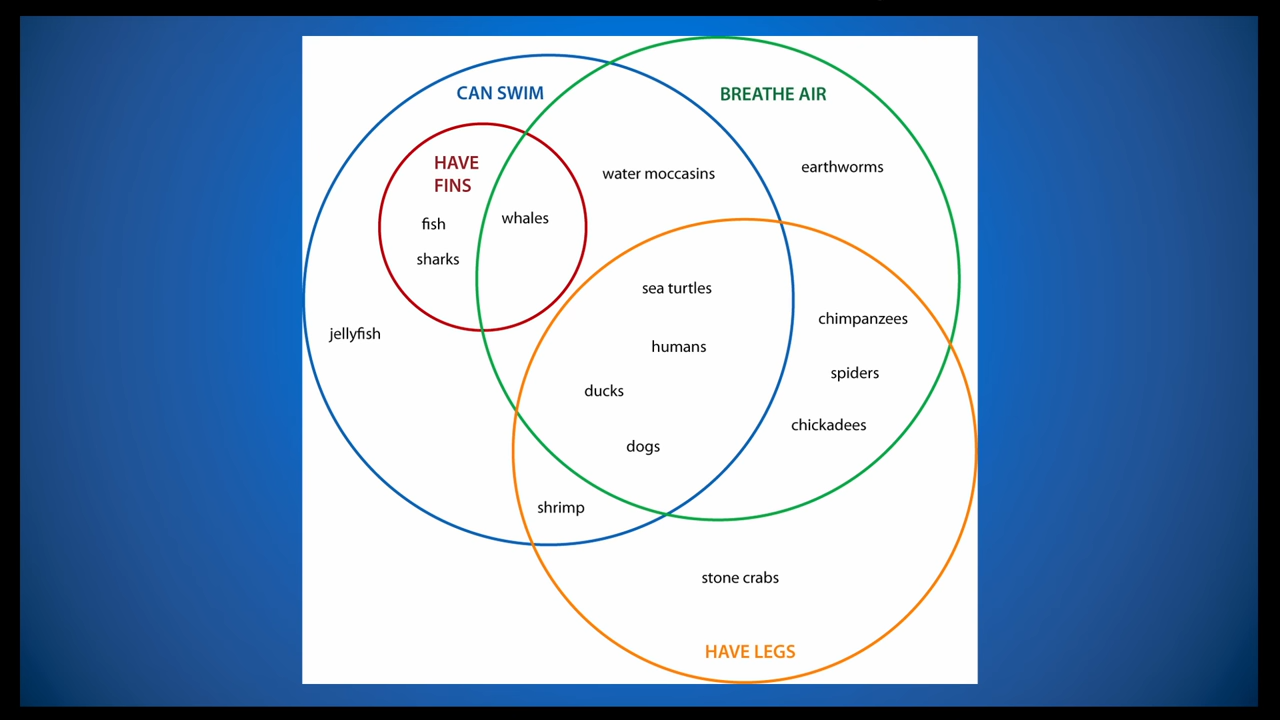 CAN SWIM
BREATHE AIR
HAVE
FINS
fish
sharks
whales
water moccasins
earthworms
jellyfish
sea turtles
humans
ducks
dogs
chimpanzees
spiders
chickadees
shrimp
stone crabs
HAVE LEGS